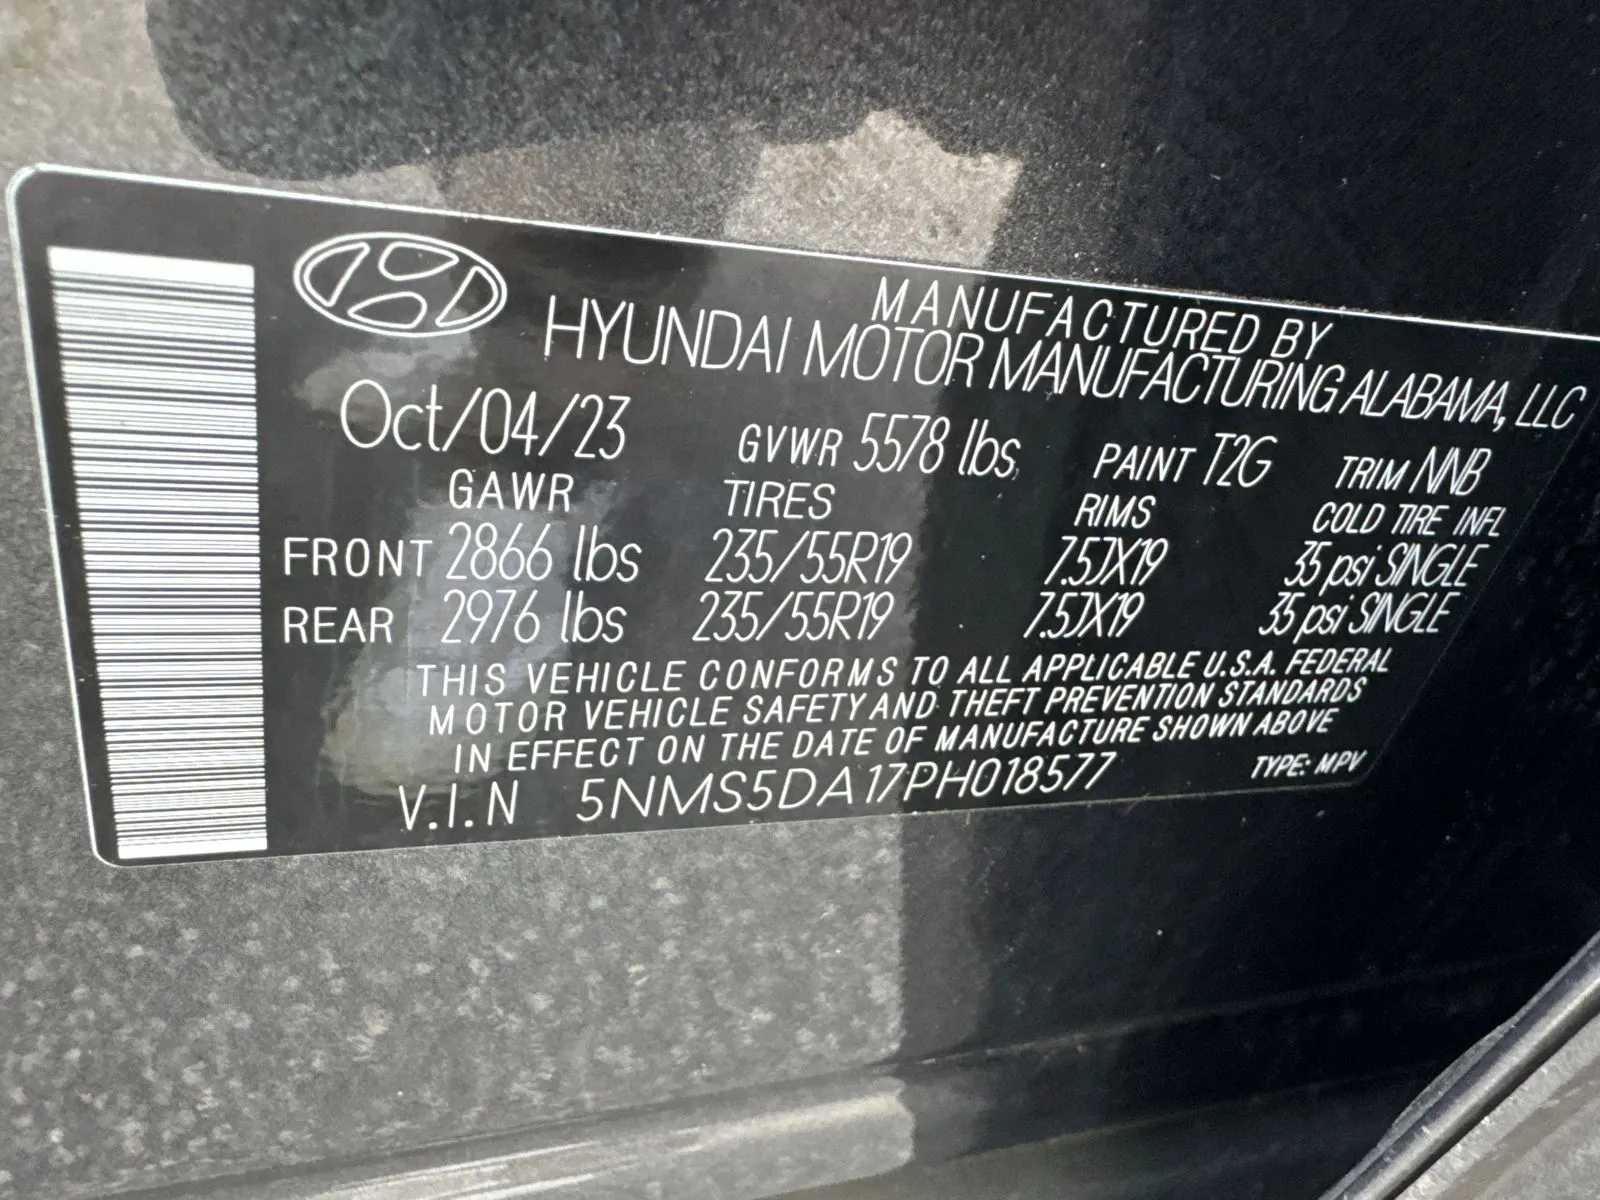 MANUFACTURED BY
HYUNDAI MOTOR MANUFACTURING ALABAMA, LLC
Oct/04/23 GVWR 5578 lbs PAINT T2G TRIM NNB
GAWR TIRES RIMS COLD TIRE INFL
FRONT 2866 lbs 235/55R19 7.5JX19 35 psi SINGLE
REAR 2976 lbs 235/55R19 7.5JX19 35 psi SINGLE
THIS VEHICLE CONFORMS TO ALL APPLICABLE U.S.A. FEDERAL
MOTOR VEHICLE SAFETY AND THEFT PREVENTION STANDARDS
IN EFFECT ON THE DATE OF MANUFACTURE SHOWN ABOVE
V.I.N 5NMS5DA17PH018577 TYPE: MPV